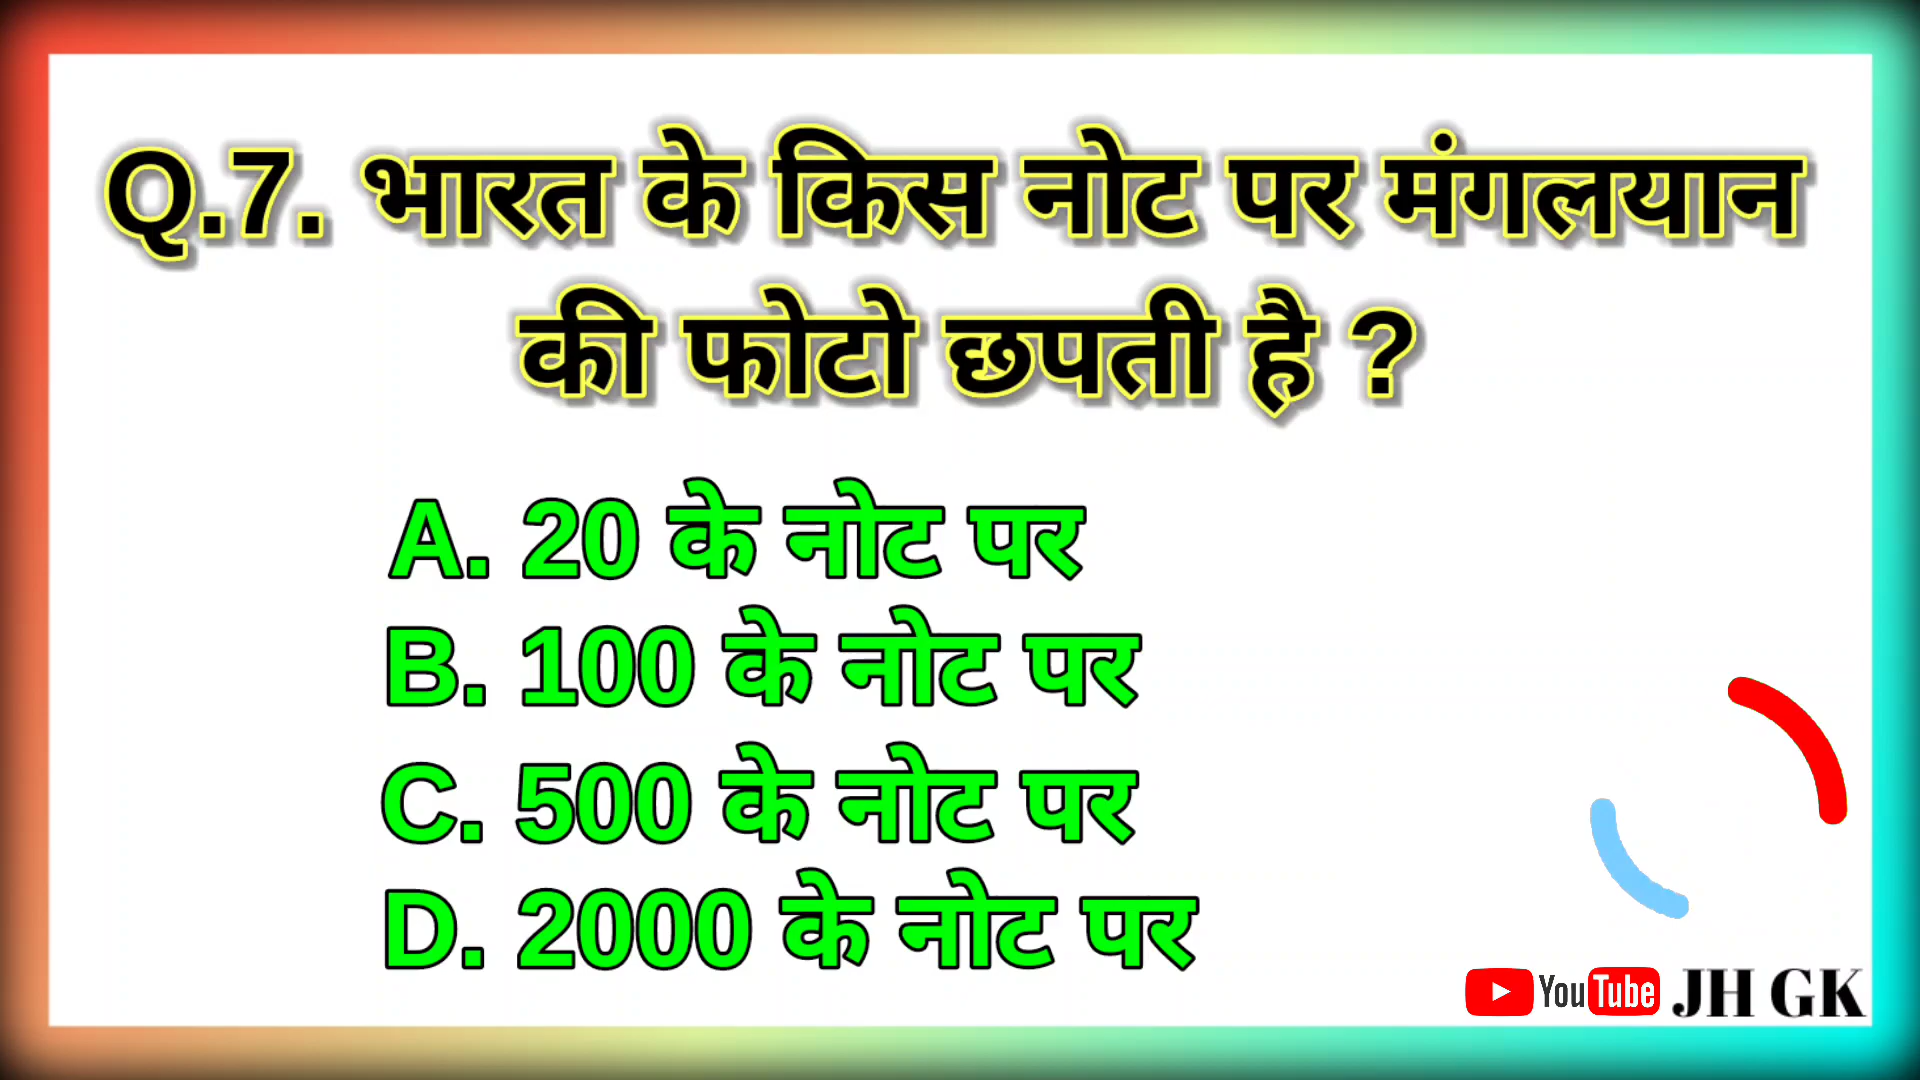 Q.7. भारत के किस नोट पर मंगलयान
की फोटो छपती है ?
A. 20 के नोट पर
B. 100 के नोट पर
C. 500 के नोट पर
D. 2000 के नोट पर
YouTube JH GK